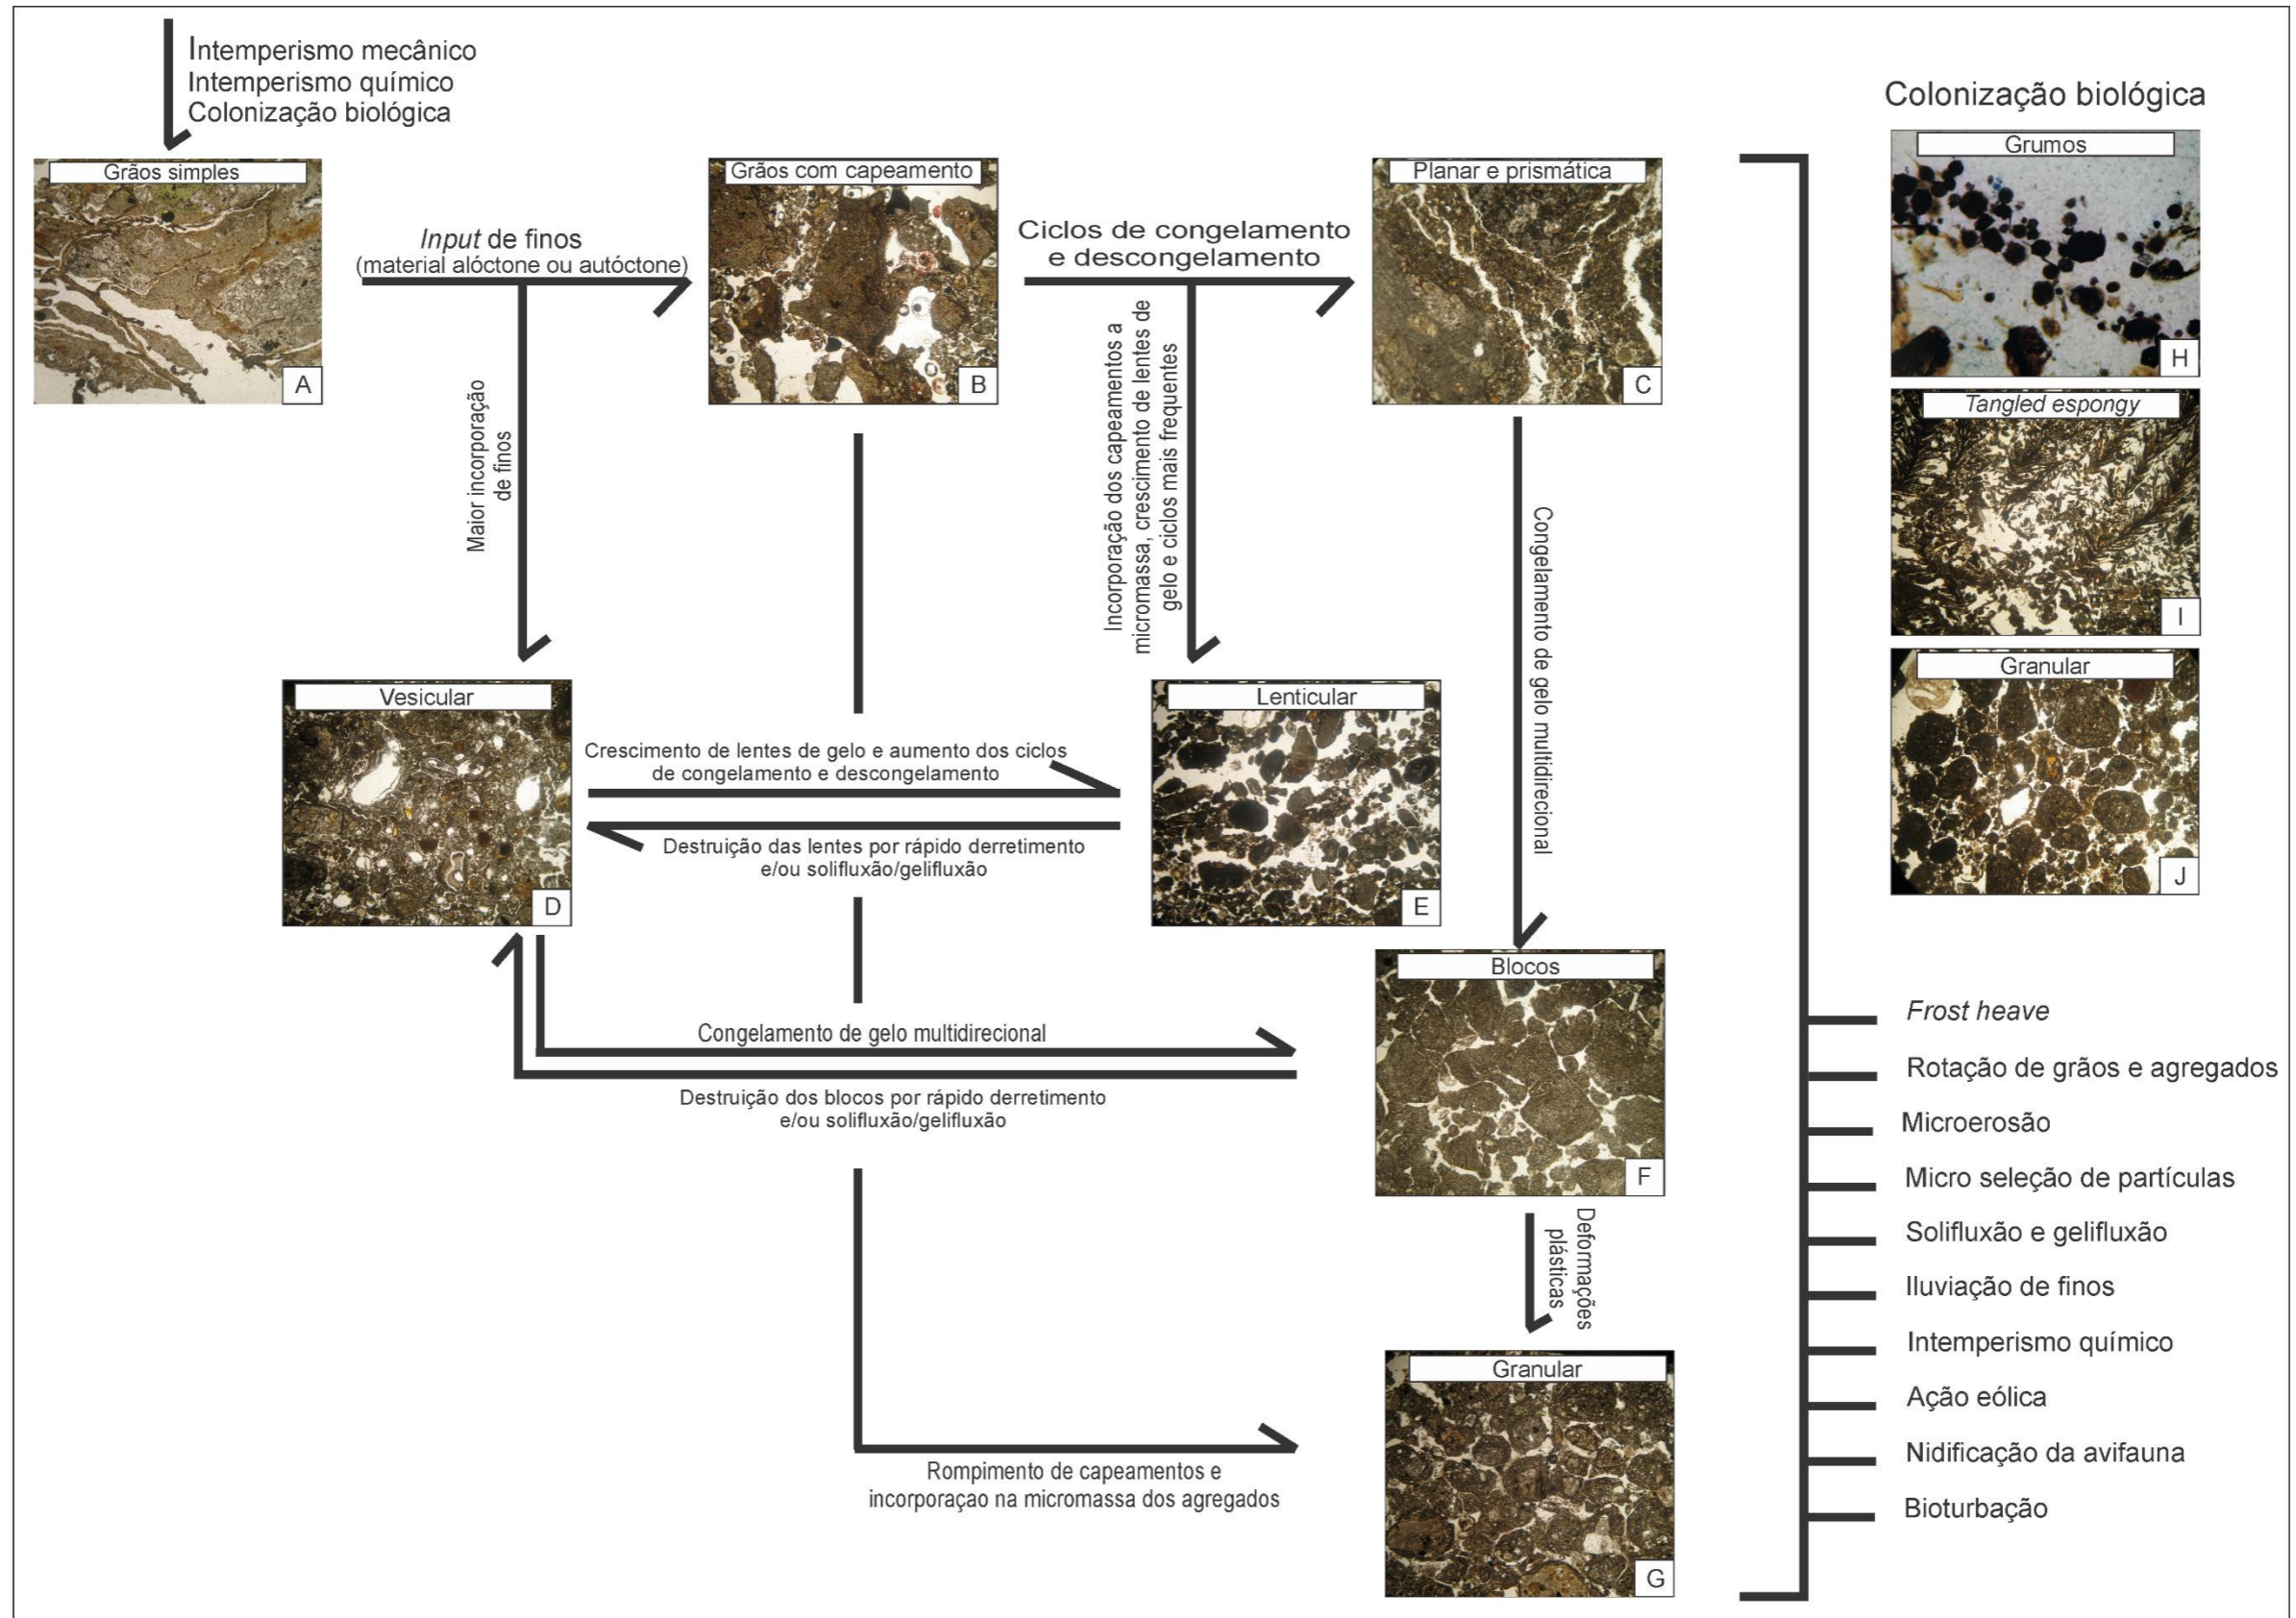 Intemperismo mecânico
Intemperismo químico
Colonização biológica
Grãos simples
A
Input de finos
(material alóctone ou autóctone)
Grãos com capeamento
B
Ciclos de congelamento
e descongelamento
Planar e prismática
C
Maior incorporação
de finos
Incorporação dos capeamentos a
micromassa, crescimento de lentes de
gelo e ciclos mais frequentes
Congelamento de gelo multidirecional
Vesicular
D
Crescimento de lentes de gelo e aumento dos ciclos
de congelamento e descongelamento
Destruição das lentes por rápido derretimento
e/ou solifluxão/gelifluxão
Lenticular
E
Congelamento de gelo multidirecional
Destruição dos blocos por rápido derretimento
e/ou solifluxão/gelifluxão
Blocos
F
Deformações
plásticas
Rompimento de capeamentos e
incorporaçao na micromassa dos agregados
Granular
G
Colonização biológica
Grumos
H
Tangled espongy
I
Granular
J
Frost heave
Rotação de grãos e agregados
Microerosão
Micro seleção de partículas
Solifluxão e gelifluxão
Iluviação de finos
Intemperismo químico
Ação eólica
Nidificação da avifauna
Bioturbação